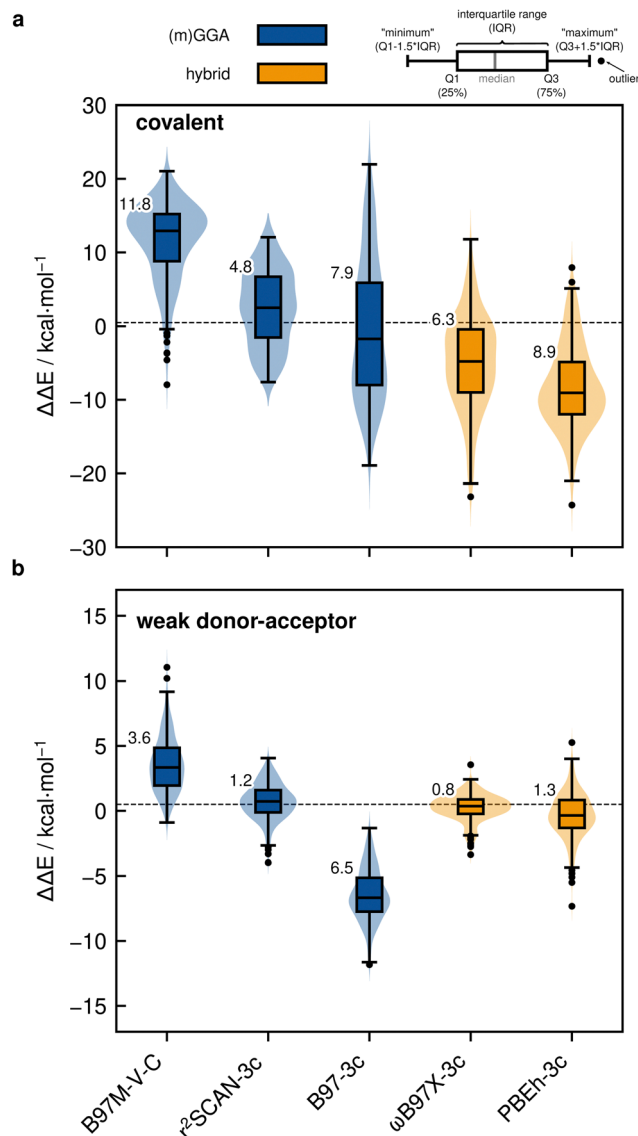 a
(m)GGA
hybrid
"minimum"
(Q1-1.5*IQR)
interquartile range
(IQR)
"maximum"
(Q3+1.5*IQR)
Q1
(25%)
median
Q3
(75%)
outlier
covalent
30
20
10
0
−10
−20
−30
ΔΔE / kcal·mol⁻¹
11.8
4.8
7.9
6.3
8.9
b
weak donor-acceptor
15
10
5
0
−5
−10
−15
ΔΔE / kcal·mol⁻¹
3.6
1.2
6.5
0.8
1.3
B97M-V-C
r²SCAN-3c
B97-3c
ωB97X-3c
PBEh-3c